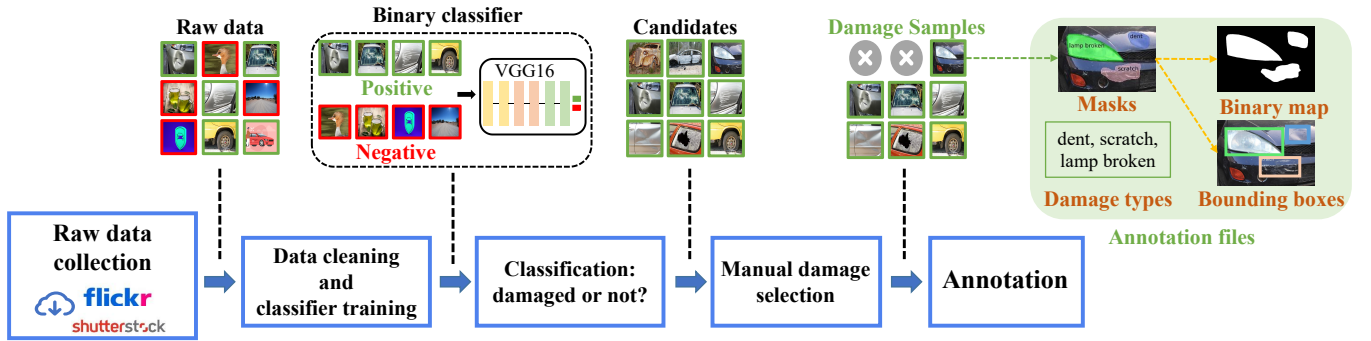 Raw data
Binary classifier
VGG16
Positive
Negative
Candidates
Damage Samples
lamp broken
dent
scratch
Masks
Binary map
dent, scratch,
lamp broken
Damage types
Bounding boxes
Annotation files
Raw data
collection
flickr
shutterstock
Data cleaning
and
classifier training
Classification:
damaged or not?
Manual damage
selection
Annotation